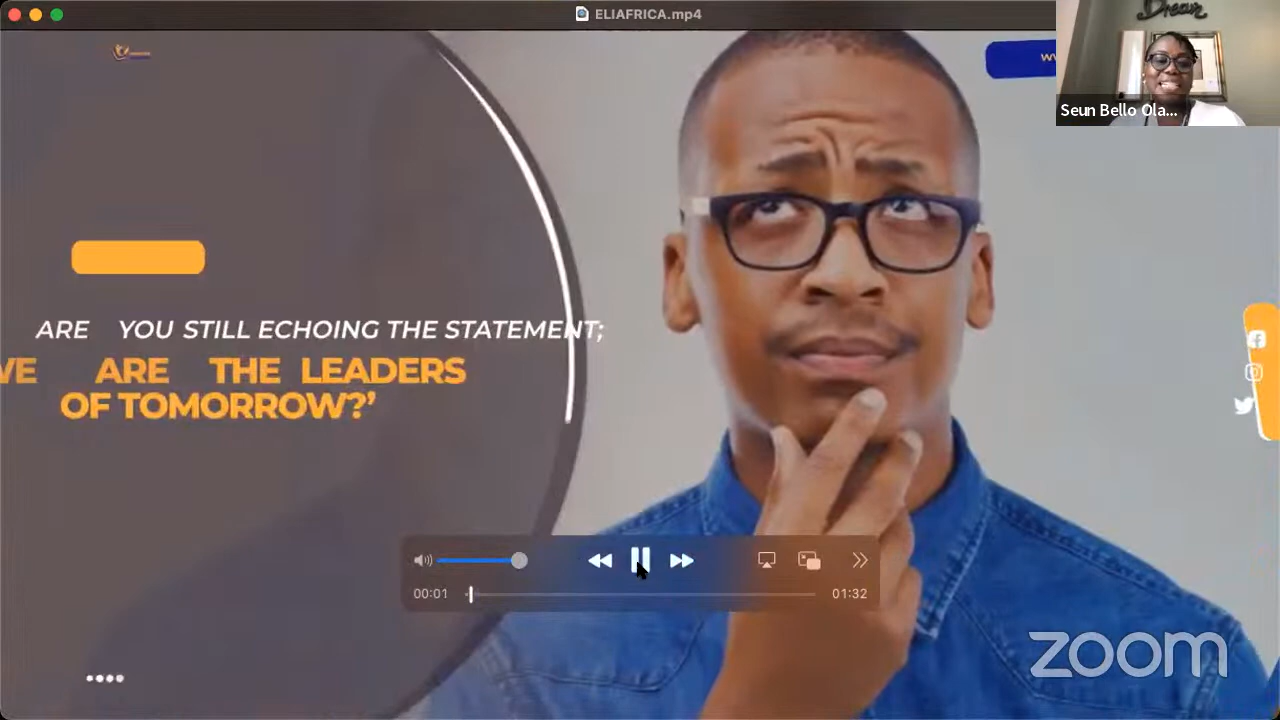 ELIAFRICA.mp4
Dream
Seun Bello Ola...
ARE YOU STILL ECHOING THE STATEMENT;
ARE THE LEADERS
OF TOMORROW?’
00:01
01:32
zoom